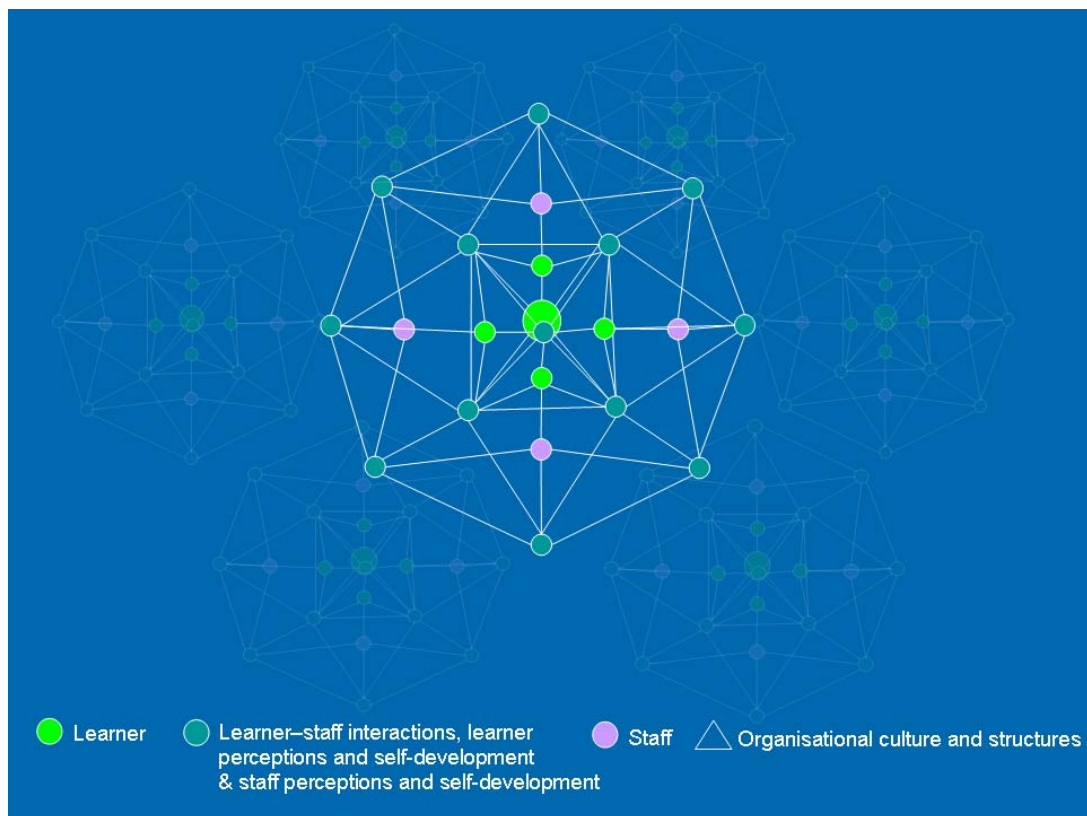 Learner
Learner–staff interactions, learner
perceptions and self-development
& staff perceptions and self-development
Staff
Organisational culture and structures